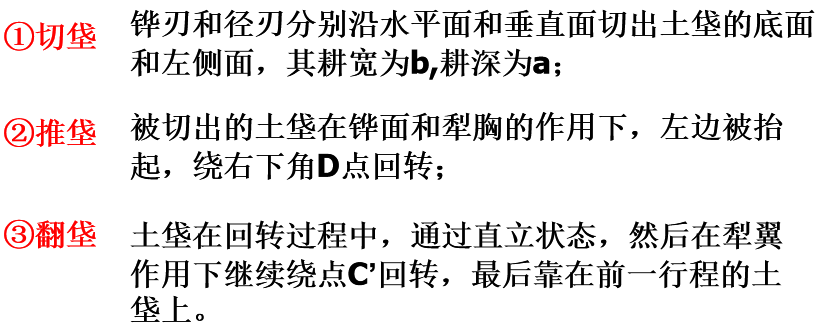 ①切垡 铧刃和径刃分别沿水平面和垂直面切出土垡的底面
和左侧面，其耕宽为b,耕深为a；
②推垡 被切出的土垡在铧面和犁胸的作用下，左边被抬
起，绕右下角D点回转；
③翻垡 土垡在回转过程中，通过直立状态，然后在犁翼
作用下继续绕点C’回转，最后靠在前一行程的土
垡上。